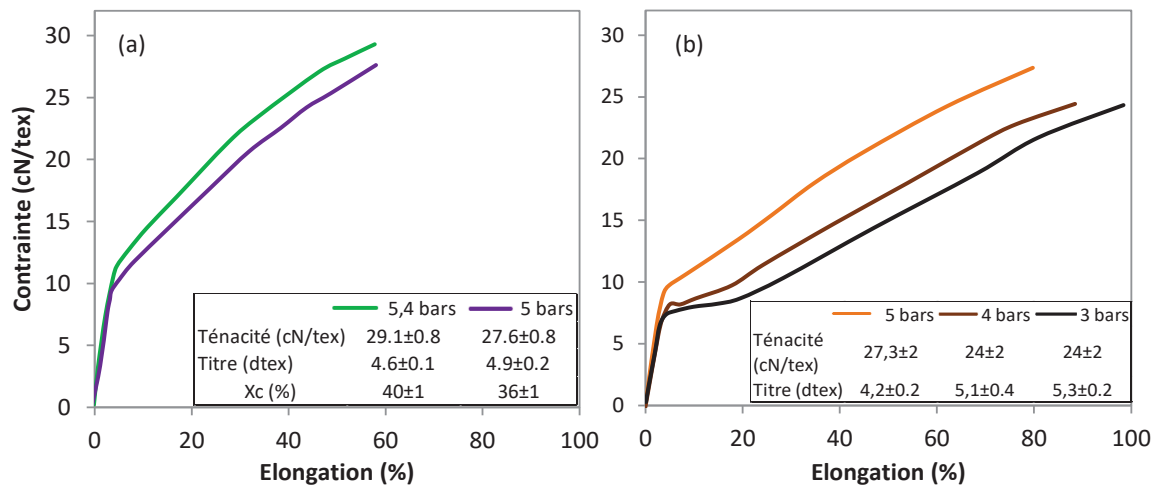 (a)
Contrainte (cN/tex)
30
25
20
15
10
5
0
0 20 40 60 80 100
Elongation (%)
5,4 bars 5 bars
Ténacité (cN/tex) 29.1±0.8 27.6±0.8
Titre (dtex) 4.6±0.1 4.9±0.2
Xc (%) 40±1 36±1
(b)
30
25
20
15
10
5
0
0 20 40 60 80 100
Elongation (%)
5 bars 4 bars 3 bars
Ténacité
(cN/tex) 27,3±2 24±2 24±2
Titre (dtex) 4,2±0.2 5,1±0.4 5,3±0.2